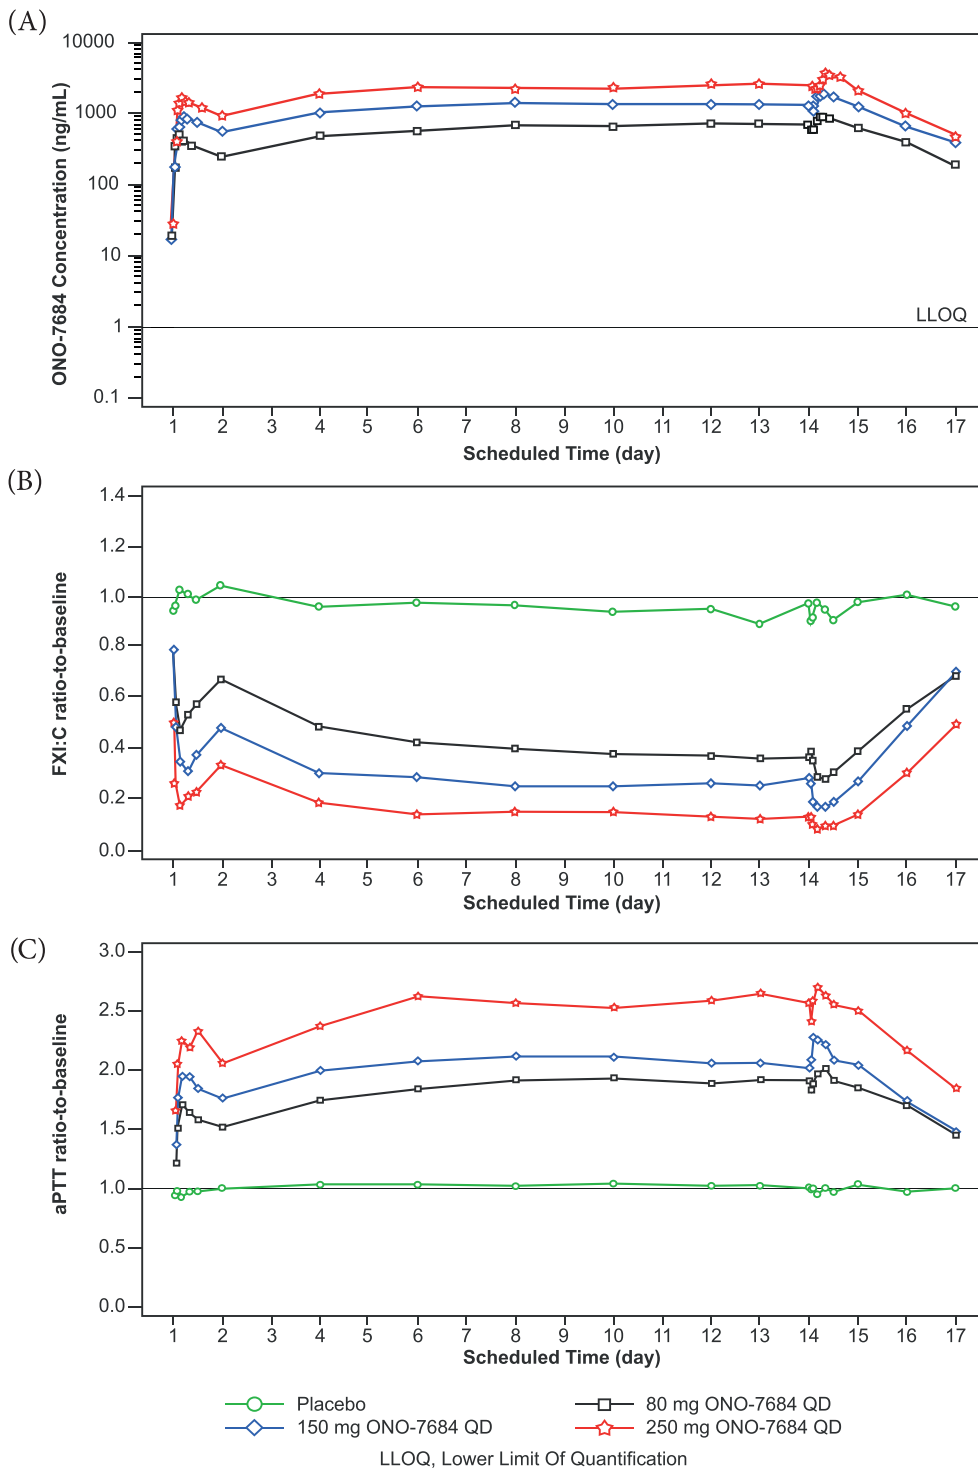 (A)
ONO-7684 Concentration (ng/mL)
10000
1000
100
10
1
0.1
LLOQ
1 2 3 4 5 6 7 8 9 10 11 12 13 14 15 16 17
Scheduled Time (day)
(B)
FXI:C ratio-to-baseline
1.4
1.2
1.0
0.8
0.6
0.4
0.2
0.0
1 2 3 4 5 6 7 8 9 10 11 12 13 14 15 16 17
Scheduled Time (day)
(C)
aPTT ratio-to-baseline
3.0
2.5
2.0
1.5
1.0
0.5
0.0
1 2 3 4 5 6 7 8 9 10 11 12 13 14 15 16 17
Scheduled Time (day)
Placebo 80 mg ONO-7684 QD
150 mg ONO-7684 QD 250 mg ONO-7684 QD
LLOQ, Lower Limit Of Quantification